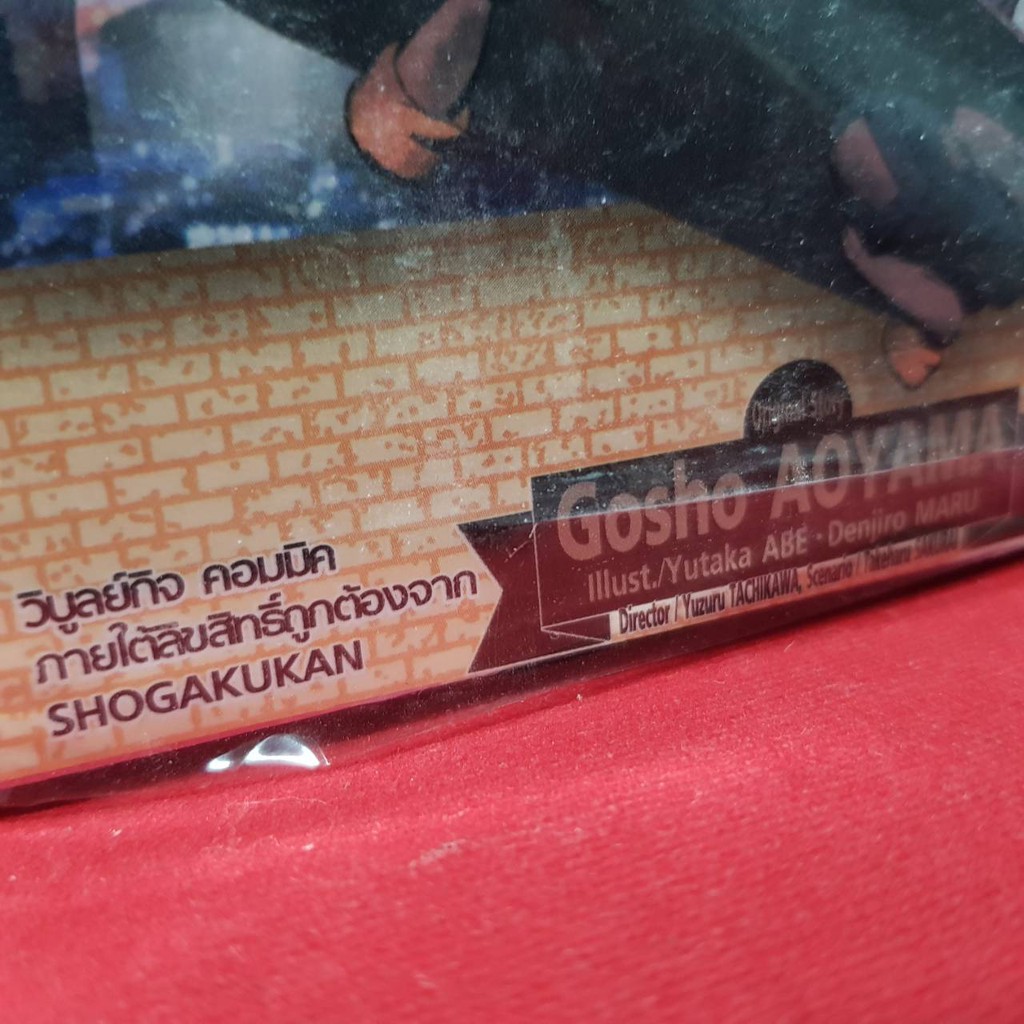 Original Story
Gosho AOYAMA
Illust./Yutaka ABE・Denjiro MARU
Director / Yuzuru TACHIKAWA, Scenario /
วิบูลย์กิจ คอมมิค
ภายใต้ลิขสิทธิ์ถูกต้องจาก
SHOGAKUKAN